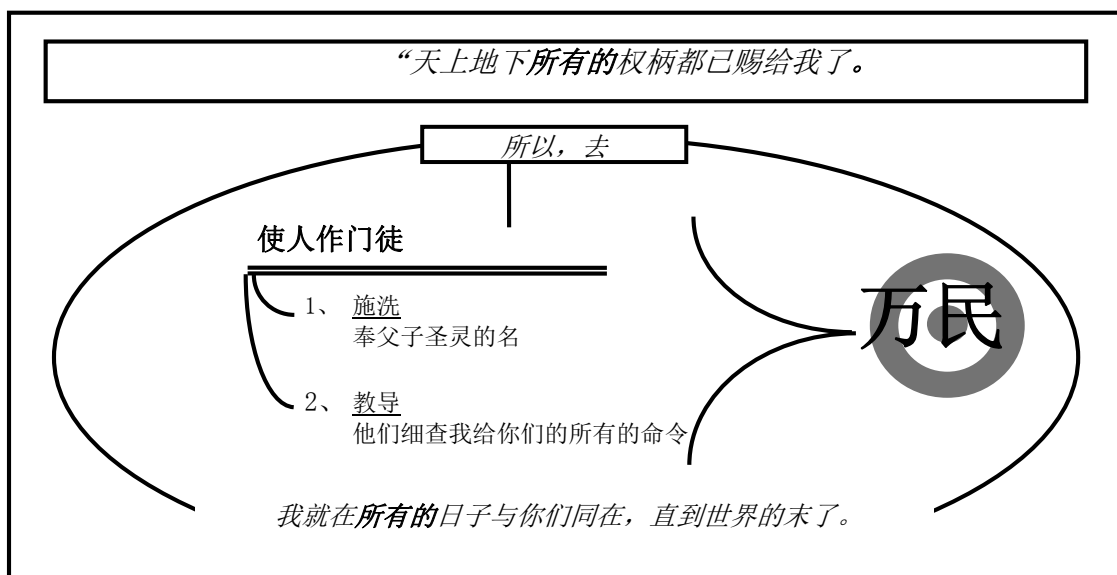 “天上地下所有的权柄都已赐给我了。
所以，去
使人作门徒
1、 施洗
奉父子圣灵的名
万民
2、 教导
他们细查我给你们的所有的命令
我就在所有的日子与你们同在，直到世界的末了。